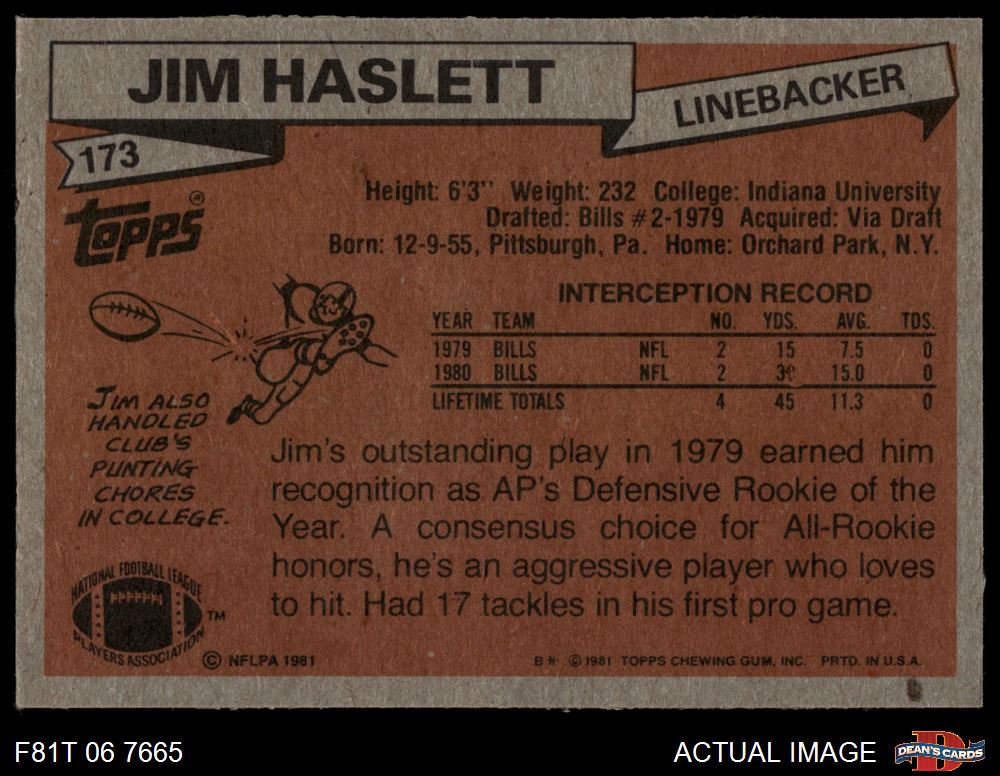 JIM HASLETT
LINEBACKER
173
Topps®
Height: 6'3'' Weight: 232 College: Indiana University
Drafted: Bills #2-1979 Acquired: Via Draft
Born: 12-9-55, Pittsburgh, Pa. Home: Orchard Park, N.Y.
INTERCEPTION RECORD
YEAR TEAM NO. YDS. AVG. TDS.
1979 BILLS NFL 2 15 7.5 0
1980 BILLS NFL 2 30 15.0 0
LIFETIME TOTALS 4 45 11.3 0
JIM ALSO
HANDLED
CLUB'S
PUNTING
CHORES
IN COLLEGE.
Jim's outstanding play in 1979 earned him
recognition as AP's Defensive Rookie of the
Year. A consensus choice for All-Rookie
honors, he's an aggressive player who loves
to hit. Had 17 tackles in his first pro game.
NATIONAL FOOTBALL LEAGUE
PLAYERS ASSOCIATION
TM
© NFLPA 1981
B* © 1981 TOPPS CHEWING GUM, INC. PRTD. IN U.S.A.
F81T 06 7665
ACTUAL IMAGE
D
DEAN'S CARDS